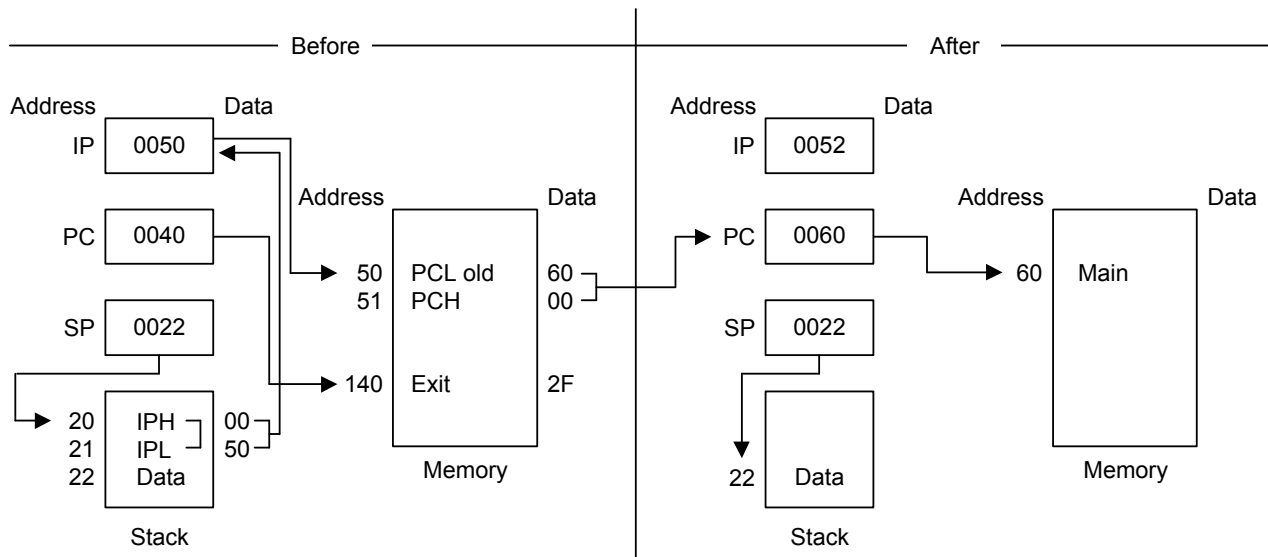 Before
After
Address Data
IP 0050
Address Data
PC 0040
50 PCL old 60
51 PCH 00
SP 0022
140 Exit 2F
20 IPH 00
21 IPL 50
22 Data
Memory
Stack
Address Data
IP 0052
Address Data
PC 0060
60 Main
SP 0022
22 Data
Memory
Stack